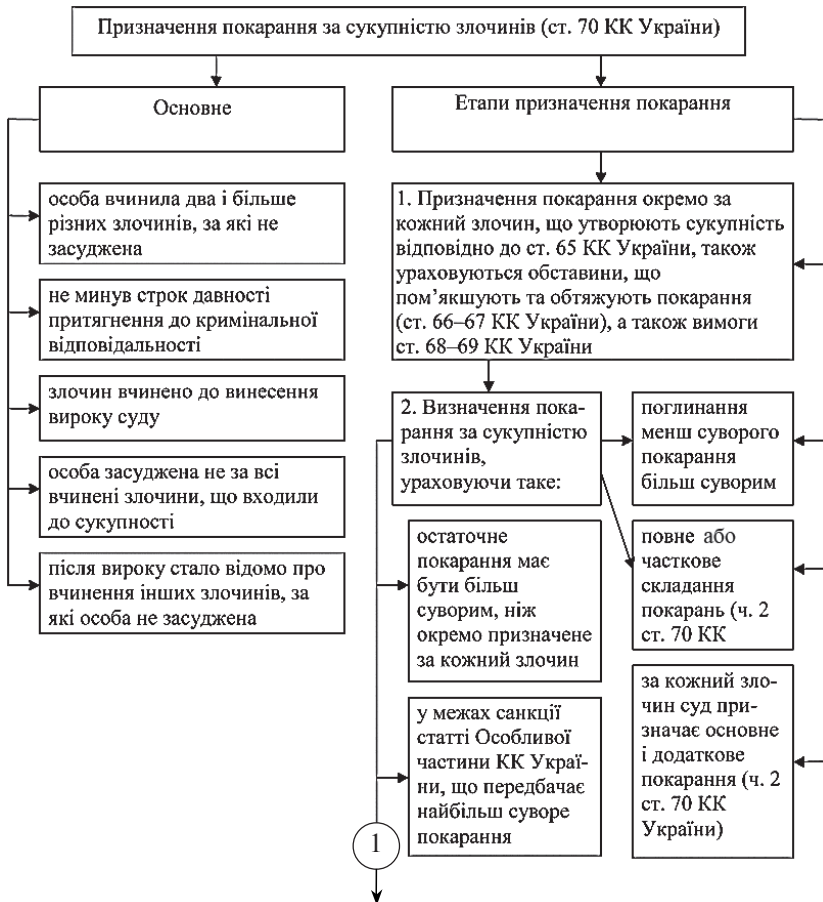 Призначення покарання за сукупністю злочинів (ст. 70 КК України)
Основне
особа вчинила два і більше
різних злочинів, за які не
засуджена
не минув строк давності
притягнення до кримінальної
відповідальності
злочин вчинено до винесення
вироку суду
особа засуджена не за всі
вчинені злочини, що входили
до сукупності
після вироку стало відомо про
вчинення інших злочинів, за
які особа не засуджена
Етапи призначення покарання
1. Призначення покарання окремо за
кожний злочин, що утворюють сукупність
відповідно до ст. 65 КК України, також
ураховуються обставини, що
пом’якшують та обтяжують покарання
(ст. 66–67 КК України), а також вимоги
ст. 68–69 КК України
2. Визначення пока-
рання за сукупністю
злочинів,
ураховуючи таке:
остаточне
покарання має
бути більш
суворим, ніж
окремо призначене
за кожний злочин
у межах санкції
статті Особливої
частини КК Украї-
ни, що передбачає
найбільш суворе
покарання
поглинання
менш суворого
покарання
більш суворим
повне або
часткове
складання
покарань (ч. 2
ст. 70 КК
за кожний зло-
чин суд при-
значає основне
і додаткове
покарання (ч. 2
ст. 70 КК
України)
1